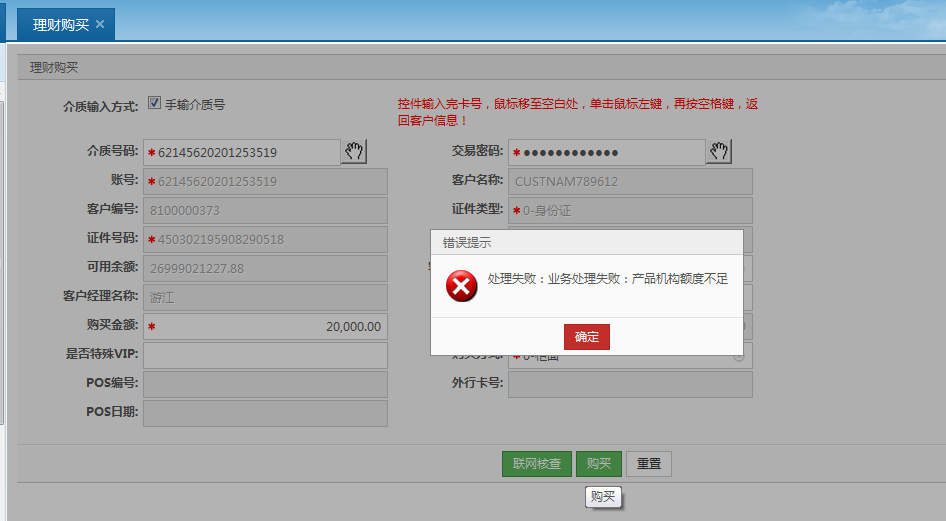 理财购买 ×
理财购买
介质输入方式: 手输介质号
控件输入完卡号，鼠标移至空白处，单击鼠标左键，再按空格键，返
回客户信息！
介质号码: * 62145620201253519 交易密码: * ●●●●●●●●●●●●
账号: * 62145620201253519 客户名称: CUSTNAM789612
客户编号: 8100000373 证件类型: * 0-身份证
证件号码: * 450302195908290518
可用余额: 26999021227.88
客户经理名称: 游江
购买金额: * 20,000.00
是否特殊VIP:
POS编号: 外行卡号:
POS日期:
错误提示
处理失败：业务处理失败：产品机构额度不足
确定
联网核查 购买 重置
购买